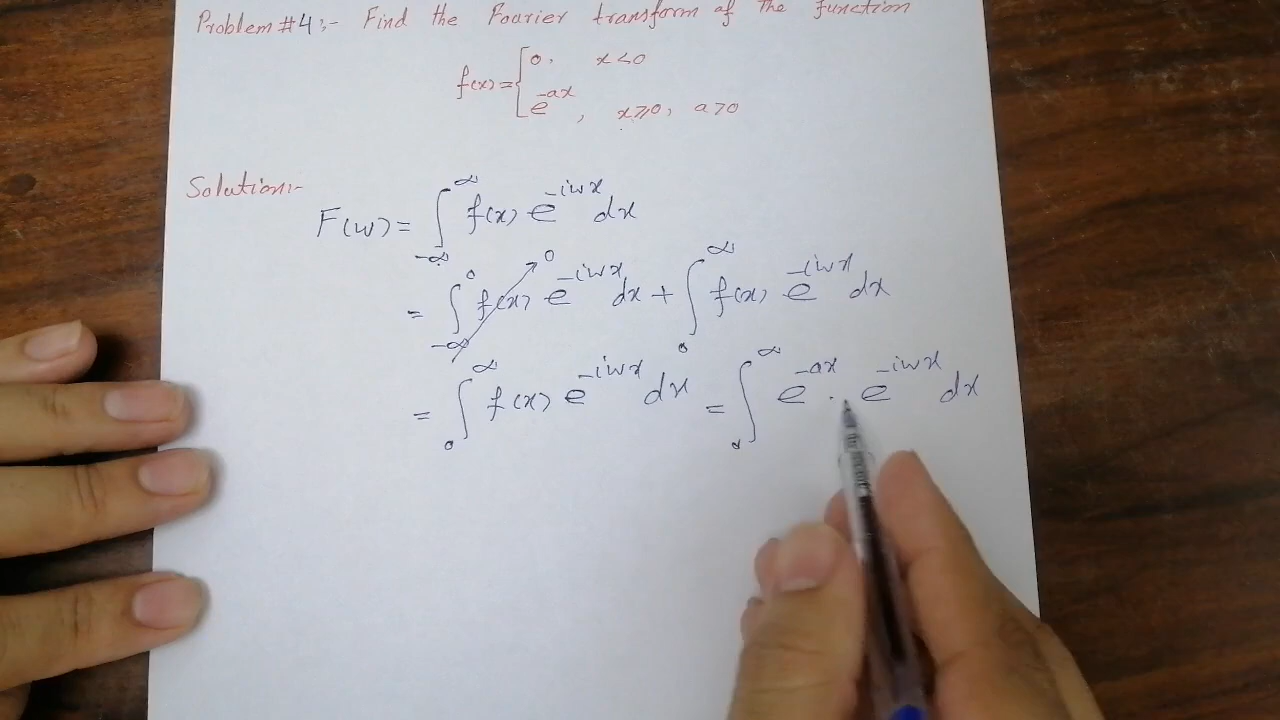 Problem #4:- Find the Fourier transform of the function
f(x) = { 0, x<0
e^{-ax}, x≥0, a>0
Solution:-
F(w) = ∫_{-∞}^{∞} f(x) e^{-iwx} dx
= ∫_{-∞}^{0} f(x) e^{-iwx} dx → 0 + ∫_{0}^{∞} f(x) e^{-iwx} dx
= ∫_{0}^{∞} f(x) e^{-iwx} dx = ∫_{0}^{∞} e^{-ax} · e^{-iwx} dx